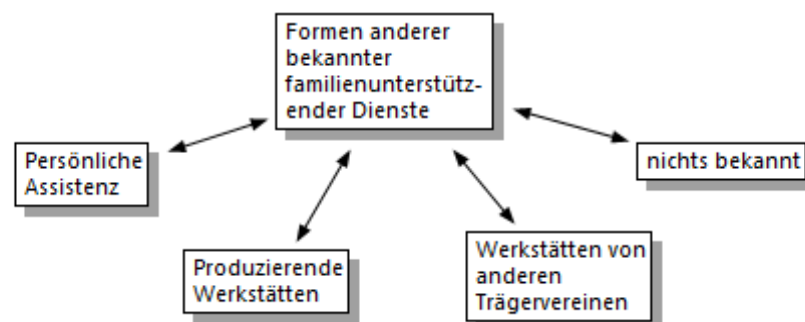 Formen anderer
bekannter
familienunterstütz-
ender Dienste
Persönliche
Assistenz
nichts bekannt
Produzierende
Werkstätten
Werkstätten von
anderen
Trägervereinen